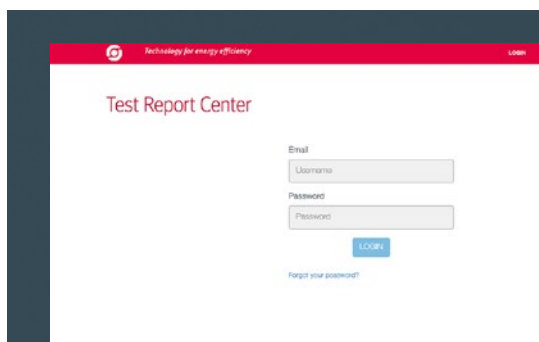 Technology for energy efficiency
LOGIN
Test Report Center
Email
Username
Password
Password
LOGIN
Forgot your password?